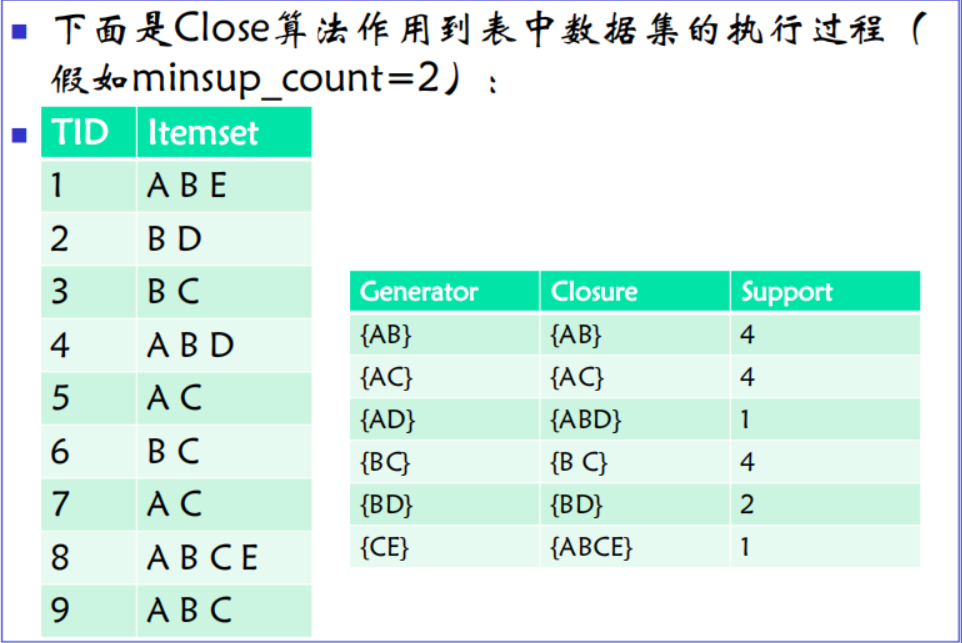 下面是Close算法作用到表中数据集的执行过程（
假如minsup_count=2）：
TID Itemset
1 A B E
2 B D
3 B C
4 A B D
5 A C
6 B C
7 A C
8 A B C E
9 A B C
Generator Closure Support
{AB} {AB} 4
{AC} {AC} 4
{AD} {ABD} 1
{BC} {B C} 4
{BD} {BD} 2
{CE} {ABCE} 1